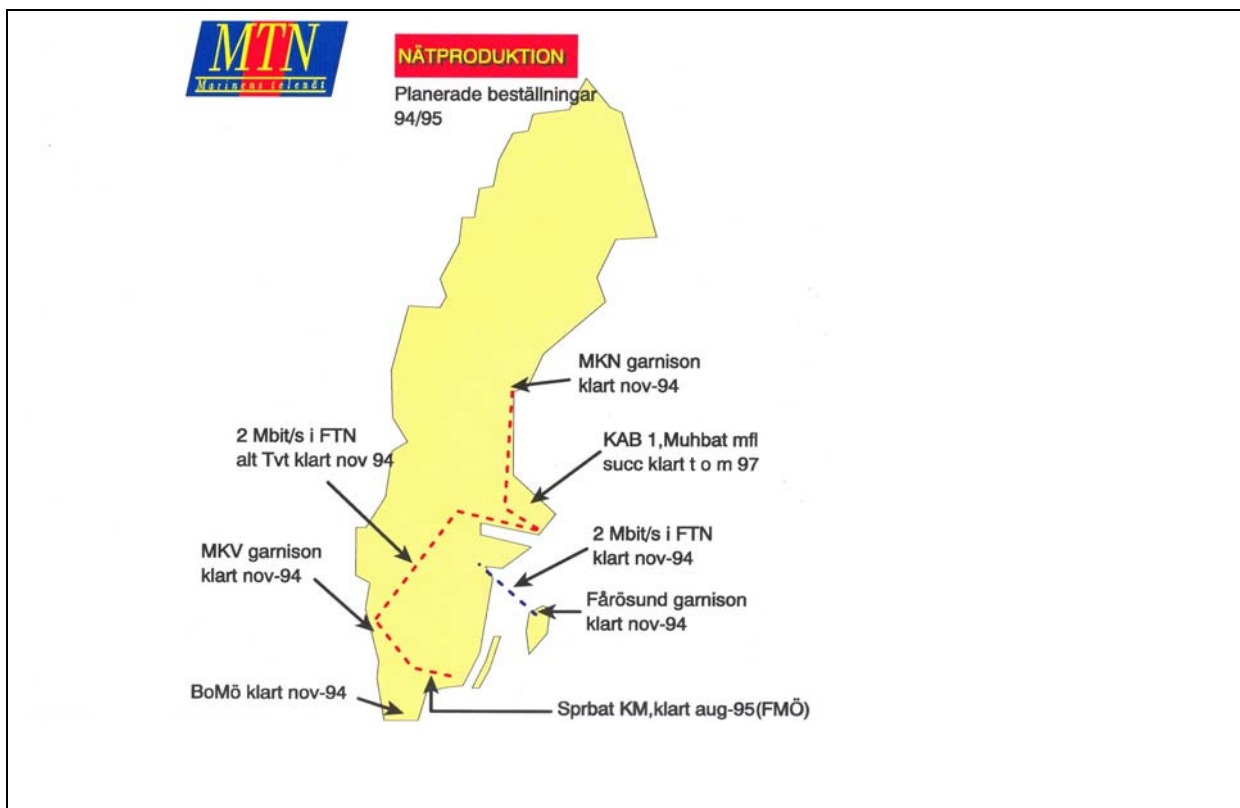 MTN
Marinens telenät
NÄTPRODUKTION
Planerade beställningar
94/95
MKN garnison
klart nov-94
2 Mbit/s i FTN
alt Tvt klart nov 94
KAB 1,Muhbat mfl
succ klart t o m 97
2 Mbit/s i FTN
klart nov-94
MKV garnison
klart nov-94
Fårösund garnison
klart nov-94
BoMö klart nov-94
Sprbat KM,klart aug-95(FMÖ)